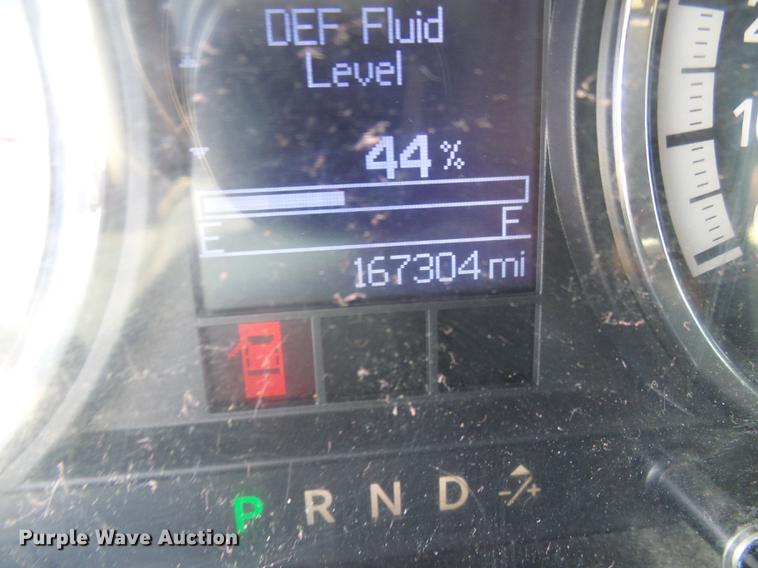 DEF Fluid
Level
44%
E F
167304 mi
P R N D -/+
Purple Wave Auction